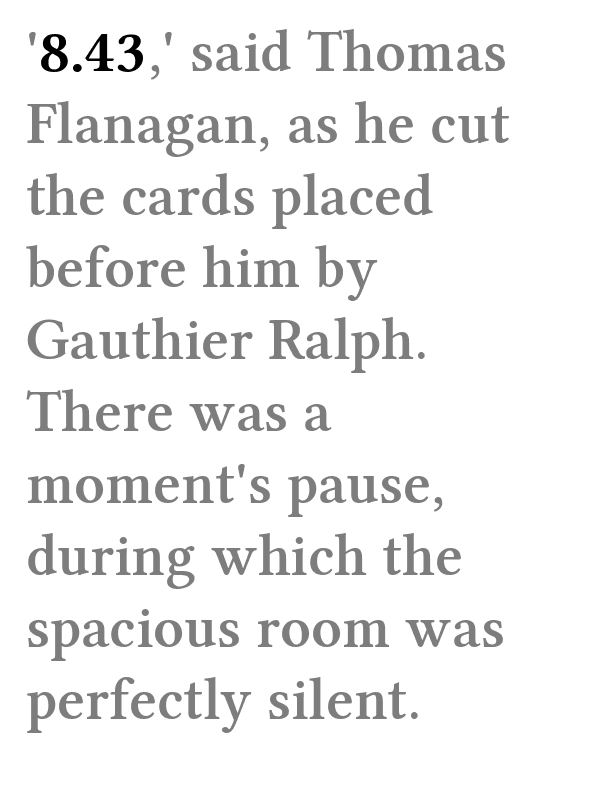 '8.43,' said Thomas
Flanagan, as he cut
the cards placed
before him by
Gauthier Ralph.
There was a
moment's pause,
during which the
spacious room was
perfectly silent.